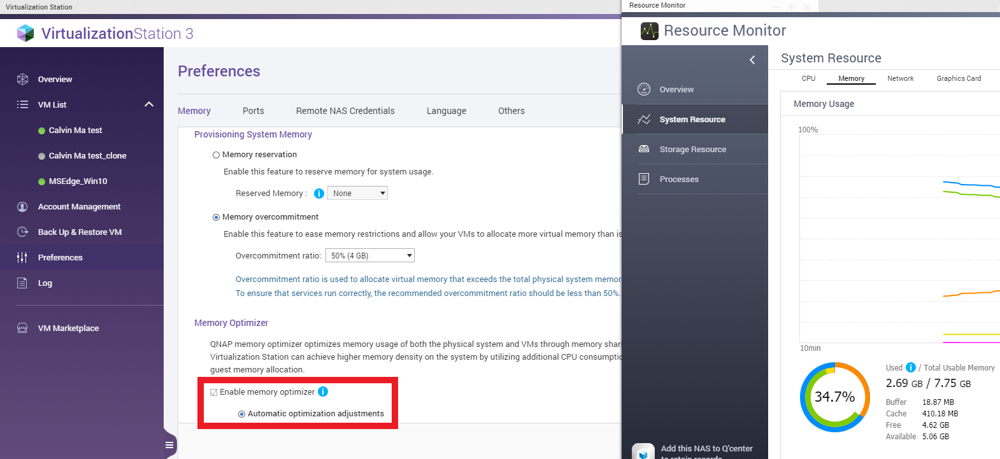 Virtualization Station
VirtualizationStation 3
Overview
VM List
Calvin Ma test
Calvin Ma test_clone
MSEdge_Win10
Account Management
Back Up & Restore VM
Preferences
Log
VM Marketplace
Preferences
Memory Ports Remote NAS Credentials Language Others
Provisioning System Memory
Memory reservation
Enable this feature to reserve memory for system usage.
Reserved Memory : i None
Memory overcommitment
Enable this feature to ease memory restrictions and allow your VMs to allocate more virtual memory than is
Overcommitment ratio: 50% (4 GB)
Overcommitment ratio is used to allocate virtual memory that exceeds the total physical system memor
To ensure that services run correctly, the recommended overcommitment ratio should be less than 50%.
Memory Optimizer
QNAP memory optimizer optimizes memory usage of both the physical system and VMs through memory shari
Virtualization Station can achieve higher memory density on the system by utilizing additional CPU consumptio
guest memory allocation.
Enable memory optimizer i
Automatic optimization adjustments
Resource Monitor
Resource Monitor
Overview
System Resource
Storage Resource
Processes
Add this NAS to Q'center
to retain records
System Resource
CPU Memory Network Graphics Card
Memory Usage
100%
10min
34.7%
Used i / Total Usable Memory
2.69 GB / 7.75 GB
Buffer 18.87 MB
Cache 410.18 MB
Free 4.62 GB
Available 5.06 GB